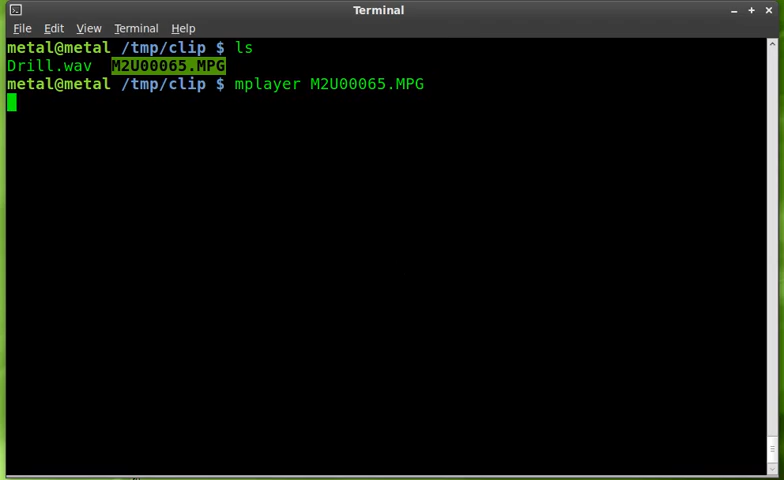 Terminal
File Edit View Terminal Help
metal@metal /tmp/clip $ ls
Drill.wav  M2U00065.MPG
metal@metal /tmp/clip $ mplayer M2U00065.MPG